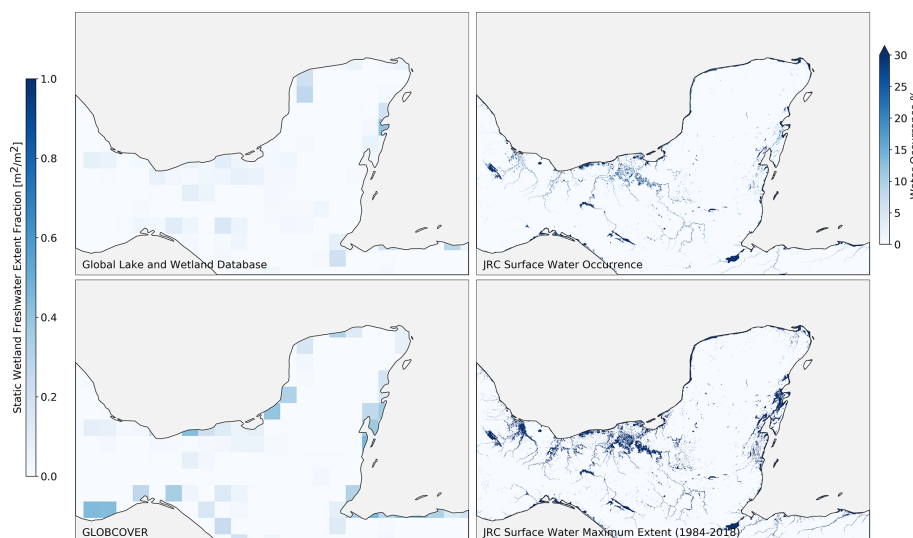 Static Wetland Freshwater Extent Fraction [m²/m²]
1.0
0.8
0.6
0.4
0.2
0.0
Global Lake and Wetland Database
JRC Surface Water Occurrence
30
25
20
15
10
5
0
GLOBCOVER
JRC Surface Water Maximum Extent (1984-2018)